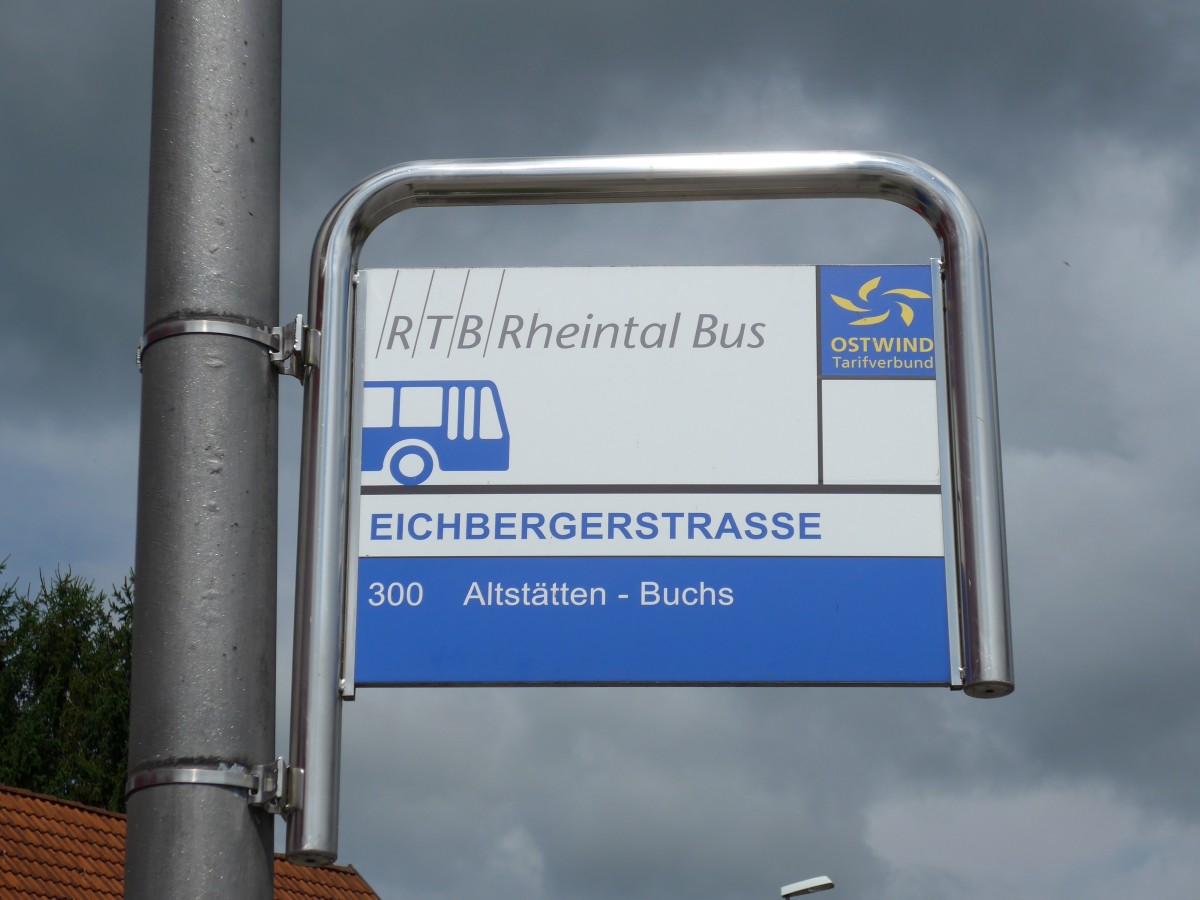 RTB Rheintal Bus
OSTWIND
Tarifverbund
EICHBERGERSTRASSE
300 Altstätten - Buchs